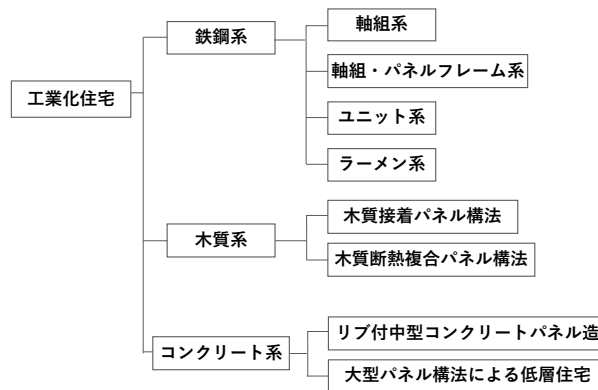 工業化住宅
鉄鋼系
軸組系
軸組・パネルフレーム系
ユニット系
ラーメン系
木質系
木質接着パネル構法
木質断熱複合パネル構法
コンクリート系
リブ付中型コンクリートパネル造
大型パネル構法による低層住宅